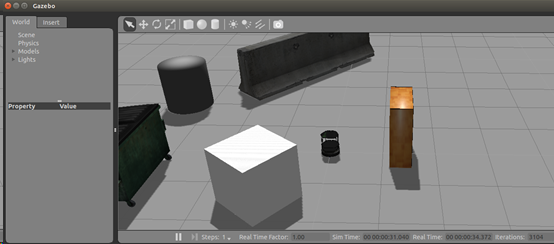 Gazebo
World Insert
Scene
Physics
Models
Lights
Property Value
Steps: 1 Real Time Factor: 1.00 Sim Time: 00 00:00:31.040 Real Time: 00 00:00:34.372 Iterations: 3104